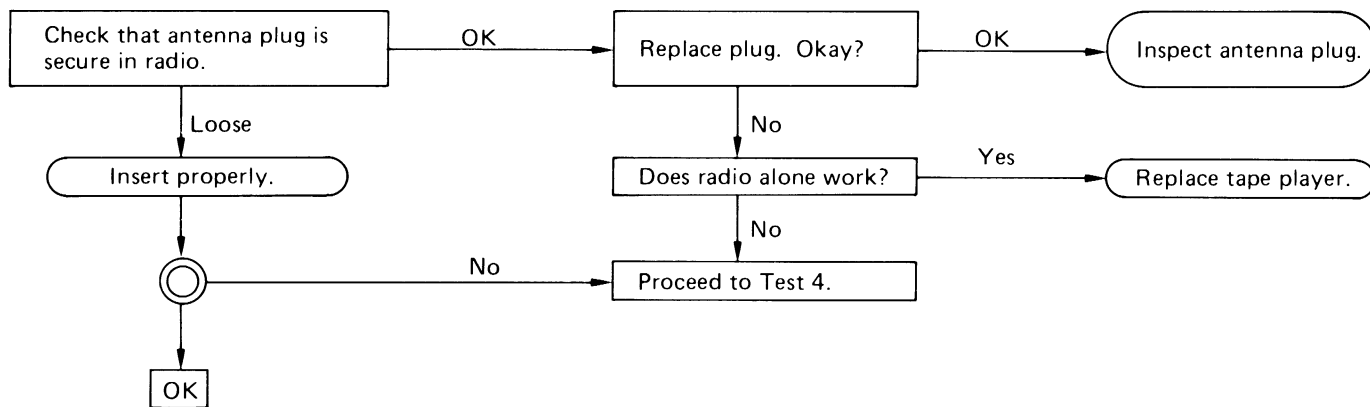 Check that antenna plug is
secure in radio.
OK
Replace plug. Okay?
OK
Inspect antenna plug.
Loose
No
Insert properly.
Does radio alone work?
Yes
Replace tape player.
No
No
Proceed to Test 4.
OK